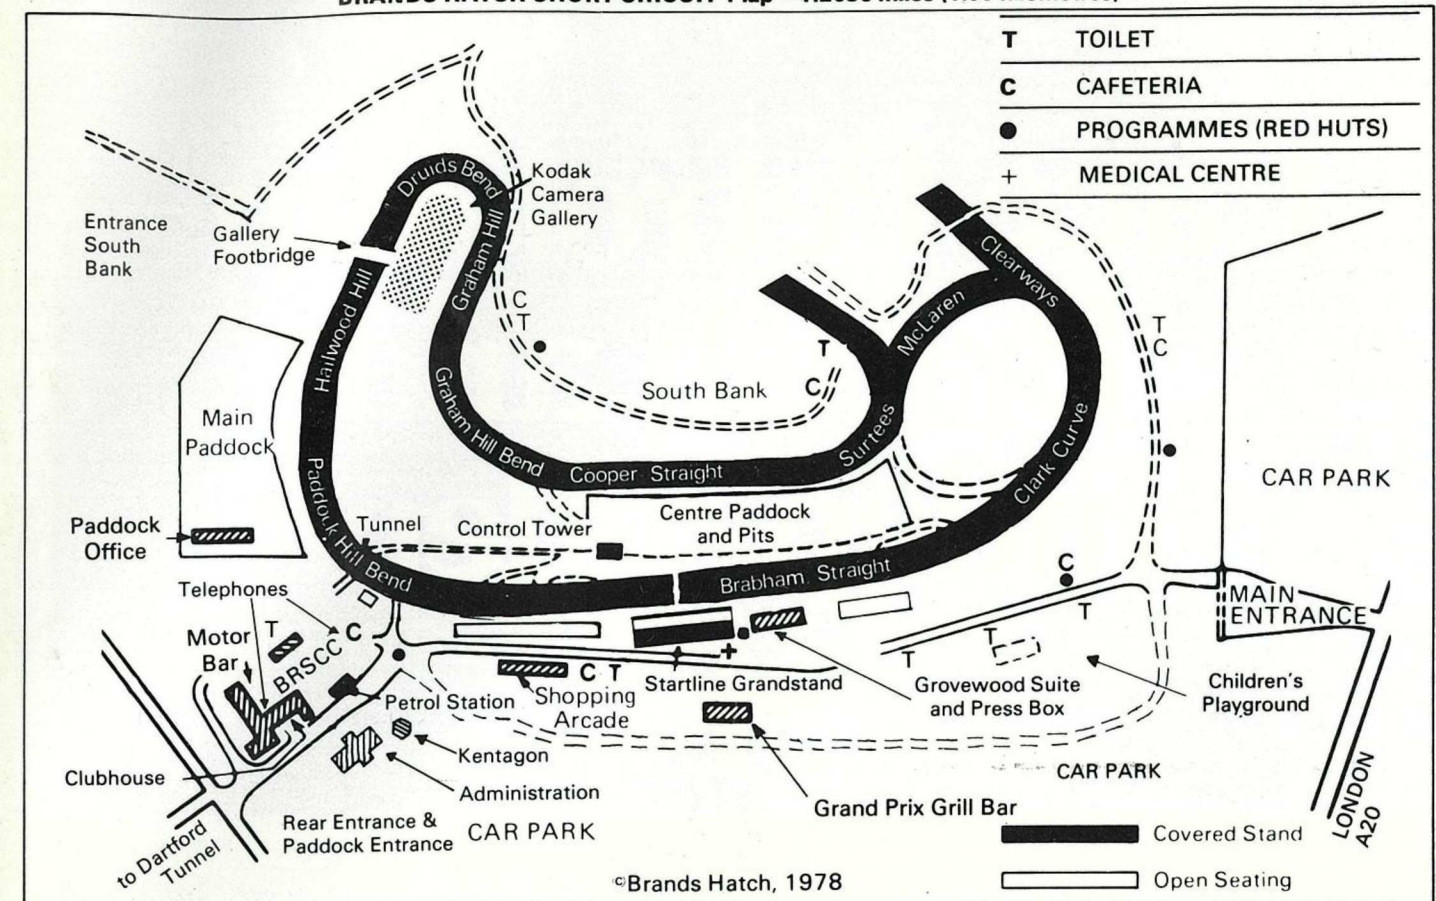 BRANDS HATCH SHORT CIRCUIT Map
T TOILET
C CAFETERIA
● PROGRAMMES (RED HUTS)
+ MEDICAL CENTRE
Druids Bend
Kodak
Camera
Gallery
Entrance
South
Bank
Gallery
Footbridge
Hailwood Hill
Graham Hill
C
T
Clearways
McLaren
T
C
T
C
South Bank
Main
Paddock
Graham Hill Bend
Cooper Straight
Surtees
Clark Curve
CAR PARK
Paddock Hill Bend
Paddock
Office
Tunnel
Control Tower
Centre Paddock
and Pits
Brabham Straight
C
MAIN
ENTRANCE
Telephones
T
C
Motor
Bar
BRSCC
T
T
T
C T
+
Petrol Station
Shopping
Arcade
Startline Grandstand
Grovewood Suite
and Press Box
Children's
Playground
Kentagon
Clubhouse
Administration
CAR PARK
Grand Prix Grill Bar
LONDON
A20
Rear Entrance &
Paddock Entrance
CAR PARK
to Dartford
Tunnel
Covered Stand
Open Seating
©Brands Hatch, 1978